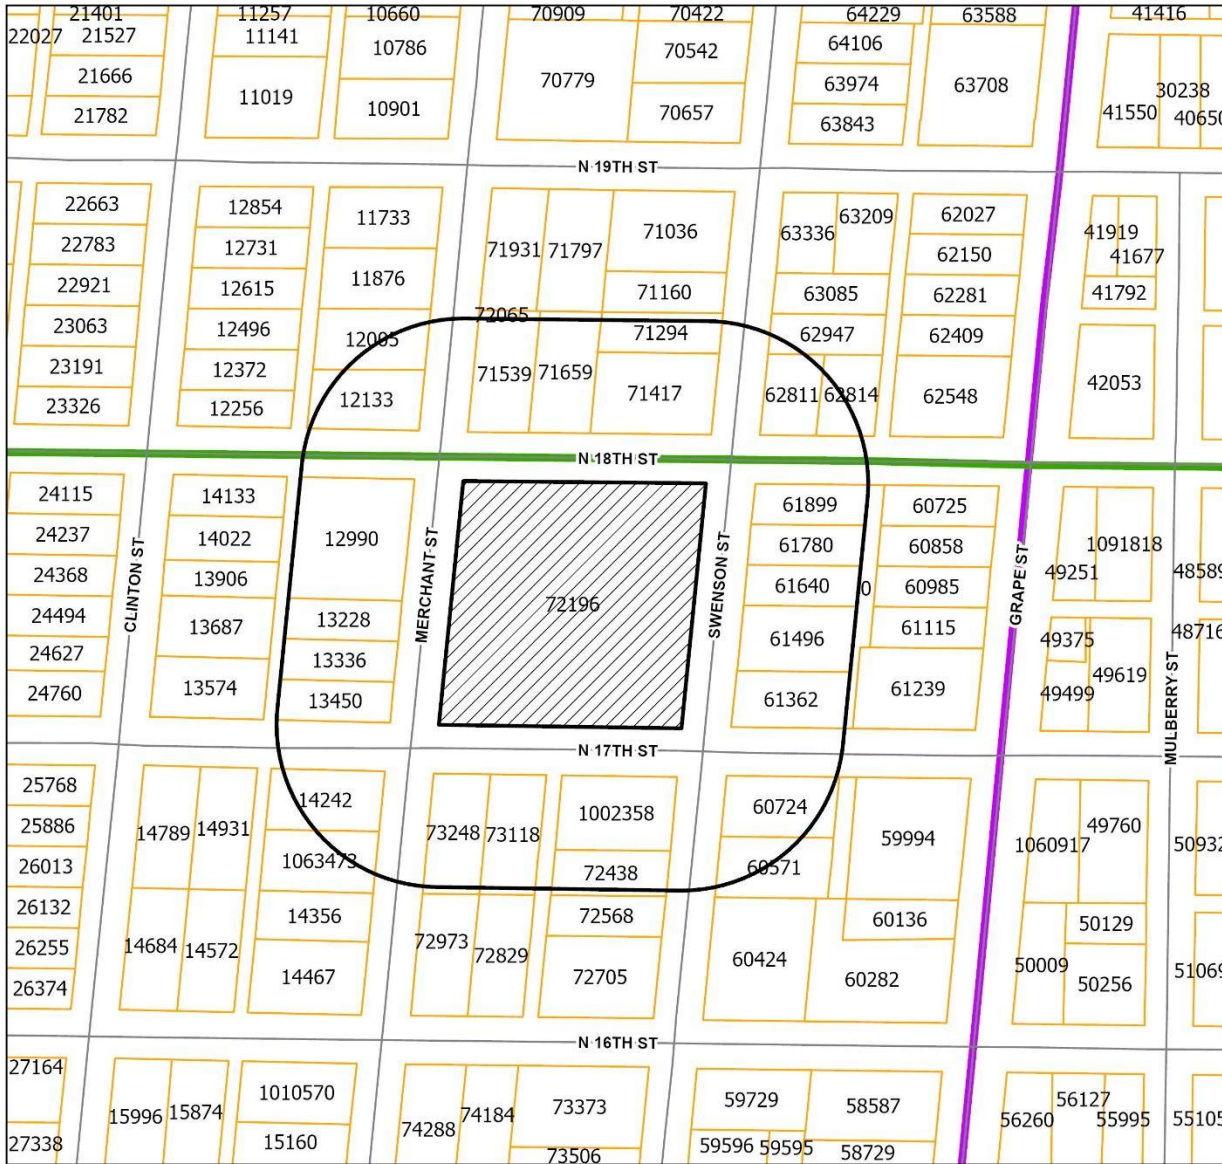 21401 11257 10660 70909 70422 64229 63588 41416
22027 21527 11141 10786 70542 64106
21666 11019 70779 63974 63708 30238
21782 10901 70657 63843 41550
N 19TH ST
22663 12854 11733 71036 63209 62027
22783 12731 71931 71797 63336 62150 41919 41677
22921 12615 11876 71160 63085 62281 41792
23063 12496 72065 71294 62947 62409
23191 12372 12005 71539 71659 71417 62811 62814 62548 42053
23326 12256 12133
N 18TH ST
24115 14133 61899 60725
24237 14022 12990 61780 60858 1091818
24368 13906 61640 0 60985 49251
24494 13687 13228 72196 61496 61115
24627 13336 49375 49619
24760 13574 13450 61362 61239 49499
CLINTON ST
MERCHANT ST
SWENSON ST
GRAPE ST
MULBERRY ST
N 17TH ST
25768 14242 1002358 60724
25886 14789 14931 73248 73118 59994 1060917 49760
26013 1063473 72438 60571
26132 14356 72568 60136 50129
26255 14684 14572 72973 72829 60424 50009
26374 14467 72705 60282 50256
N 16TH ST
27164 1010570 73373 59729 58587 56127
15996 15874 74288 74184 56260 55995
27338 15160 73506 59596 59595 58729